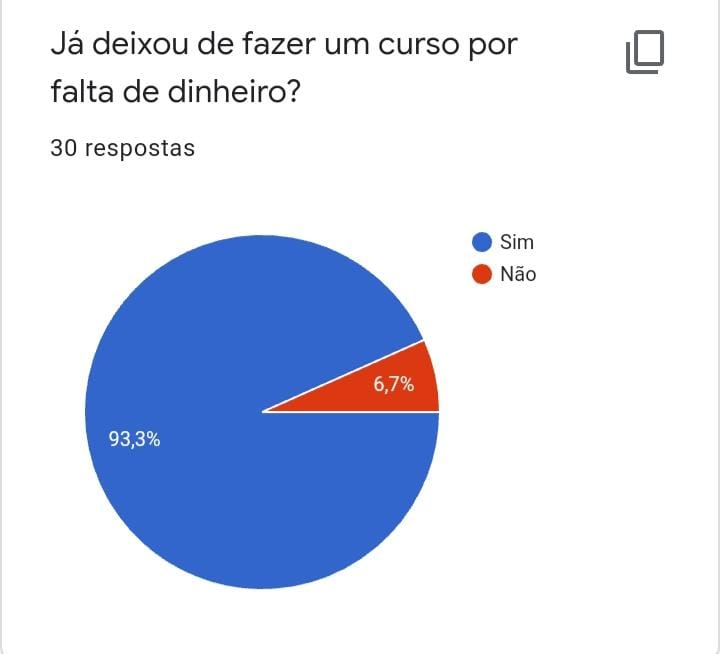 Já deixou de fazer um curso por
falta de dinheiro?
30 respostas
Sim
Não
6,7%
93,3%